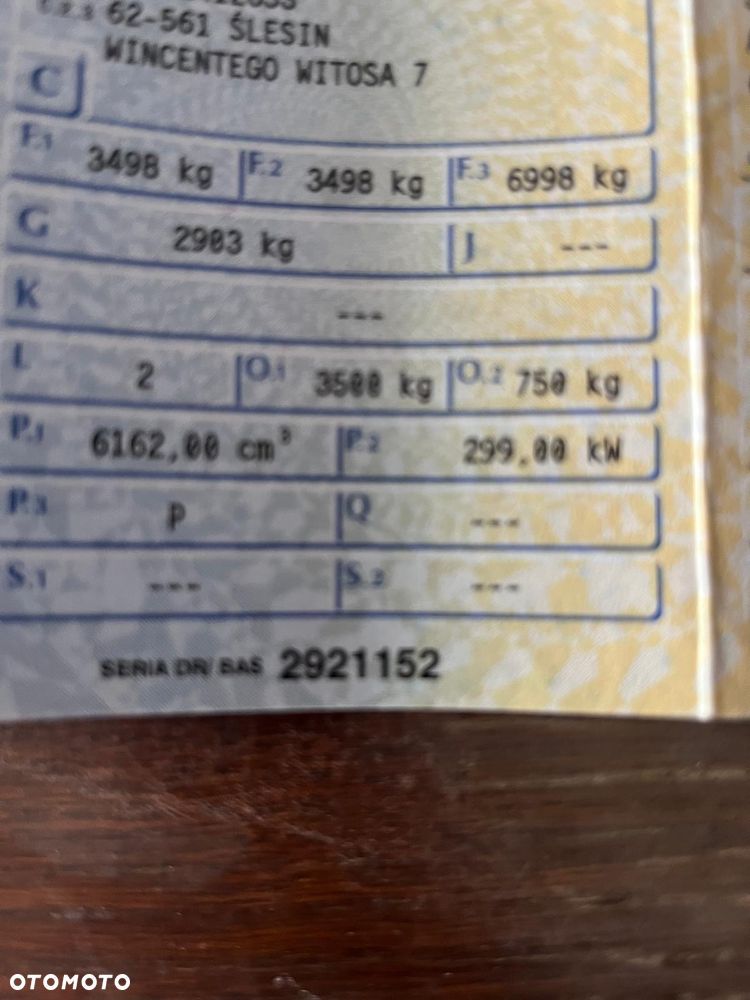 62-561 ŚLESIN
WINCENTEGO WITOSA 7
C
F.1 3498 kg F.2 3498 kg F.3 6998 kg
G 2903 kg J ---
K ---
L 2 O.1 3500 kg O.2 750 kg
P.1 6162,00 cm³ P.2 299,00 kW
P.3 P Q ---
S.1 --- S.2 ---
SERIA DR/BAS 2921152
OTOMOTO